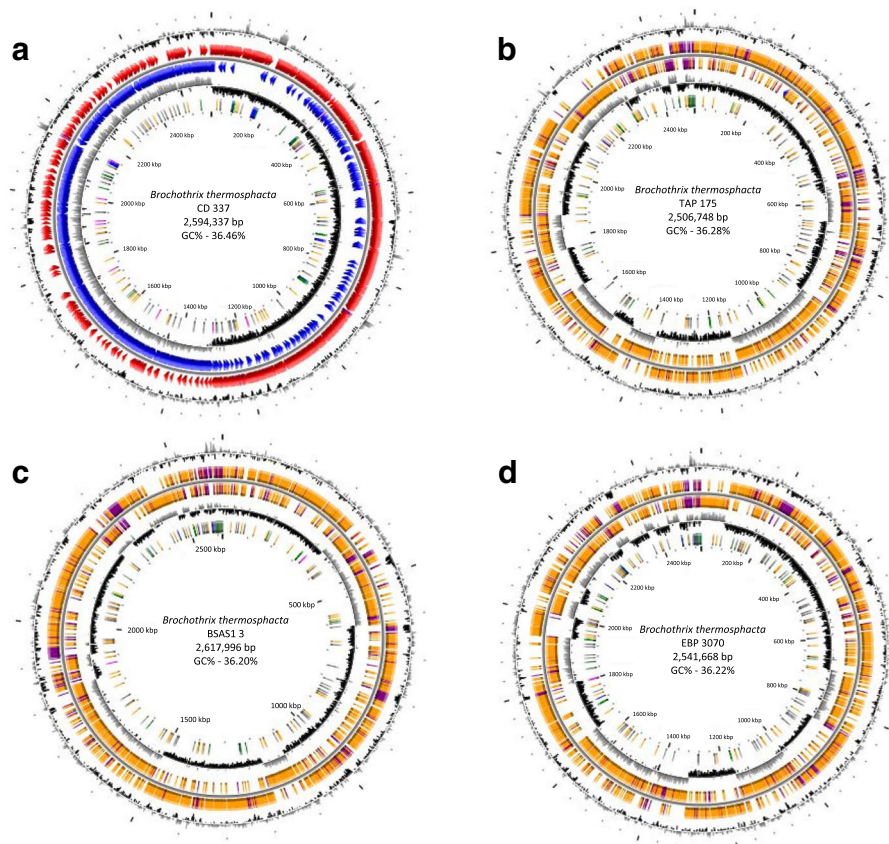 a
2400 kbp
200 kbp
2200 kbp
400 kbp
2000 kbp
600 kbp
1800 kbp
800 kbp
1600 kbp
1000 kbp
1400 kbp
1200 kbp
Brochothrix thermosphacta
CD 337
2,594,337 bp
GC% - 36.46%
b
2400 kbp
200 kbp
2200 kbp
400 kbp
2000 kbp
600 kbp
1800 kbp
800 kbp
1600 kbp
1000 kbp
1400 kbp
1200 kbp
Brochothrix thermosphacta
TAP 175
2,506,748 bp
GC% - 36.28%
c
2500 kbp
500 kbp
2000 kbp
1000 kbp
1500 kbp
Brochothrix thermosphacta
BSAS1 3
2,617,996 bp
GC% - 36.20%
d
2400 kbp
200 kbp
2200 kbp
400 kbp
2000 kbp
600 kbp
1800 kbp
800 kbp
1600 kbp
1000 kbp
1400 kbp
1200 kbp
Brochothrix thermosphacta
EBP 3070
2,541,668 bp
GC% - 36.22%